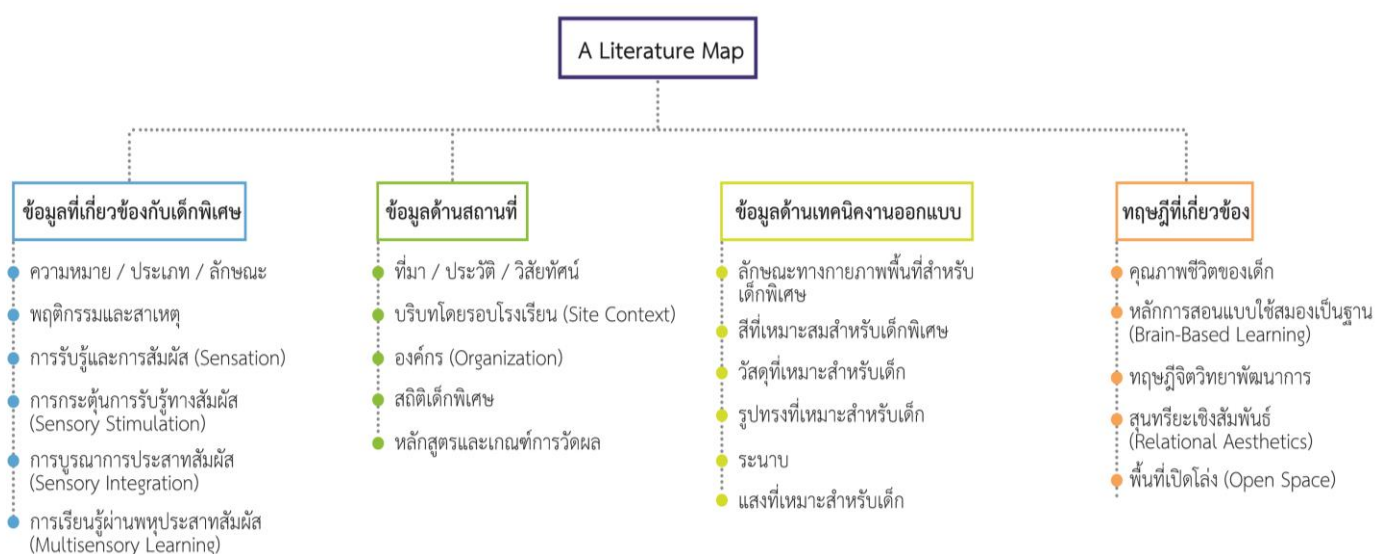 A Literature Map
ข้อมูลที่เกี่ยวข้องกับเด็กพิเศษ
ความหมาย / ประเภท / ลักษณะ
พฤติกรรมและสาเหตุ
การรับรู้และการสัมผัส (Sensation)
การกระตุ้นการรับรู้ทางสัมผัส
(Sensory Stimulation)
การบูรณาการประสาทสัมผัส
(Sensory Integration)
การเรียนรู้ผ่านพหุประสาทสัมผัส
(Multisensory Learning)
ข้อมูลด้านสถานที่
ที่มา / ประวัติ / วิสัยทัศน์
บริบทโดยรอบโรงเรียน (Site Context)
องค์กร (Organization)
สถิติเด็กพิเศษ
หลักสูตรและเกณฑ์การวัดผล
ข้อมูลด้านเทคนิคงานออกแบบ
ลักษณะทางกายภาพพื้นที่สำหรับ
เด็กพิเศษ
สีที่เหมาะสมสำหรับเด็กพิเศษ
วัสดุที่เหมาะสำหรับเด็ก
รูปทรงที่เหมาะสำหรับเด็ก
ระนาบ
แสงที่เหมาะสำหรับเด็ก
ทฤษฎีที่เกี่ยวข้อง
คุณภาพชีวิตของเด็ก
หลักการสอนแบบใช้สมองเป็นฐาน
(Brain-Based Learning)
ทฤษฎีจิตวิทยาพัฒนาการ
สุนทรียะเชิงสัมพันธ์
(Relational Aesthetics)
พื้นที่เปิดโล่ง (Open Space)